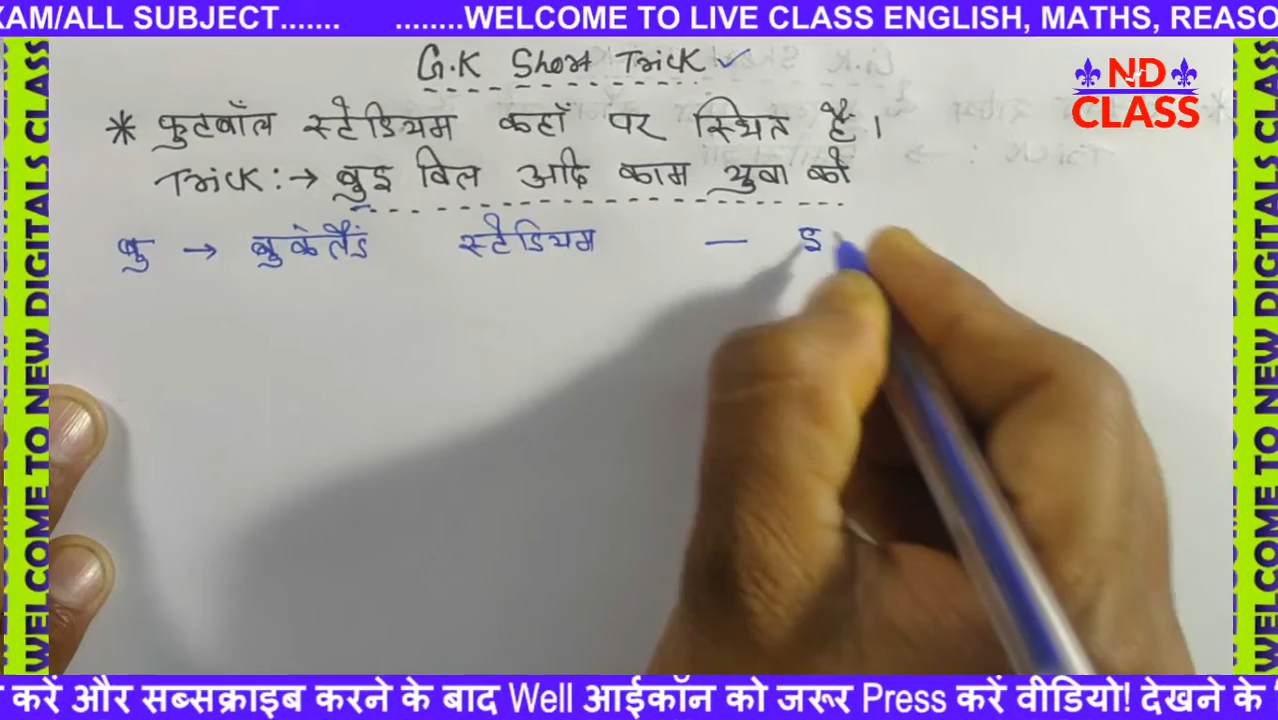 XAM/ALL SUBJECT....... ........WELCOME TO LIVE CLASS ENGLISH, MATHS, REASO
G.K Short Trick ✓
ND
CLASS
* फुटबॉल स्टेडियम कहाँ पर स्थित है।
Trick :→ बुइ विल अदि काम युवा को
बु → बुकेलैंड स्टेडियम — इ
WELCOME TO NEW DIGITALS CLASS
WELCOME TO NEW DIGITALS CLASS
करें और सब्सक्राइब करने के बाद Well आईकॉन को जरूर Press करें वीडियो! देखने के